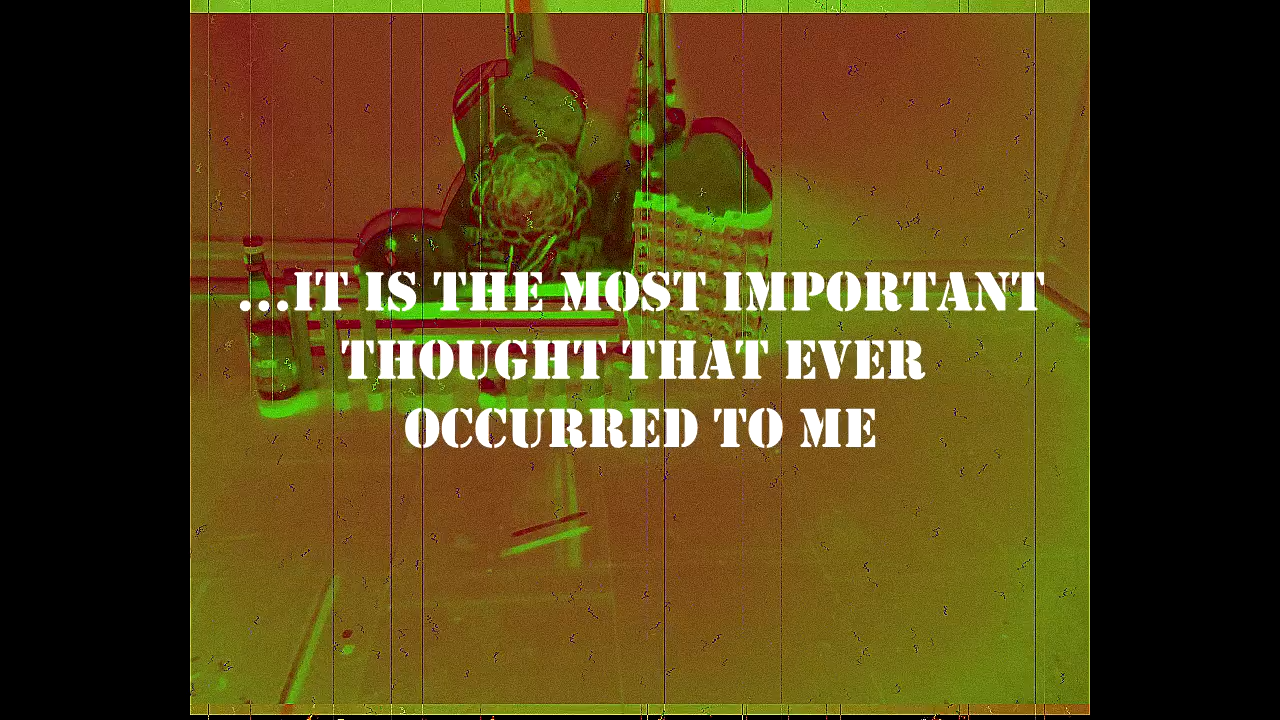 ...IT IS THE MOST IMPORTANT
THOUGHT THAT EVER
OCCURRED TO ME